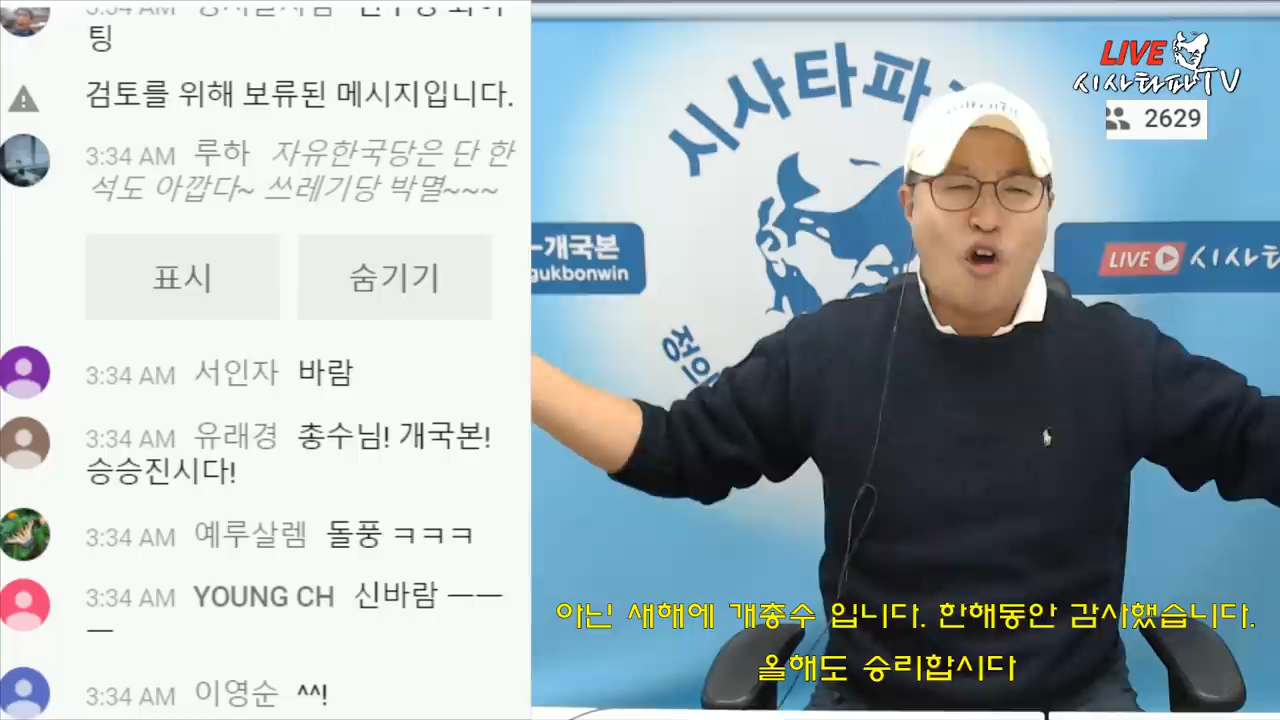 팅
검토를 위해 보류된 메시지입니다.
3:34 AM 루하 자유한국당은 단 한
석도 아깝다~ 쓰레기당 박멸~~~
표시 숨기기
3:34 AM 서인자 바람
3:34 AM 유래경 총수님! 개국본!
승승진시다!
3:34 AM 예루살렘 돌풍 ㅋㅋㅋ
3:34 AM YOUNG CH 신바람 ㅡㅡ
ㅡ
3:34 AM 이영순 ^^!
LIVE
시사타파TV
2629
시사타파
-개국본
gukbonwin
LIVE 시사타
정의
아닌 새해에 개총수 입니다. 한해동안 감사했습니다.
올해도 승리합시다